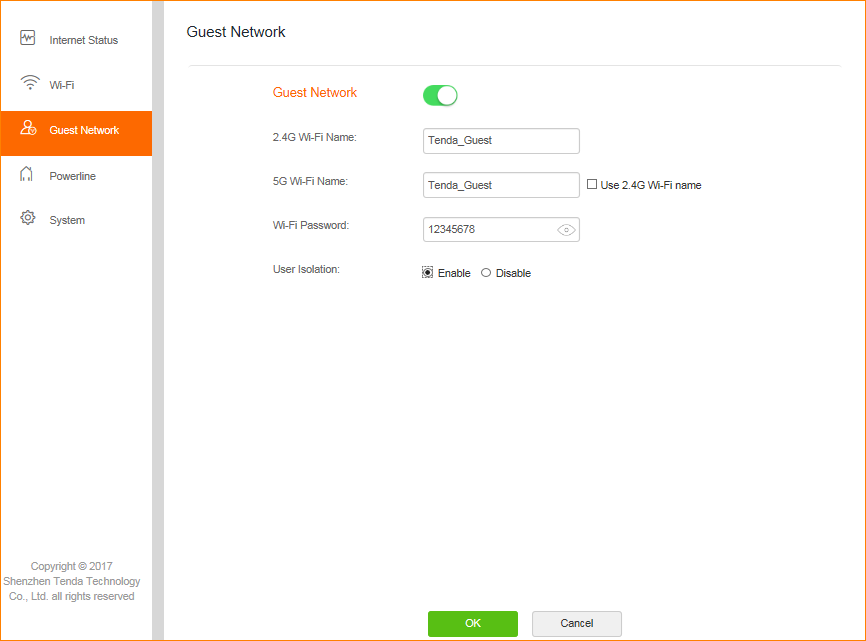 Internet Status
Wi-Fi
Guest Network
Powerline
System
Copyright © 2017
Shenzhen Tenda Technology
Co., Ltd. all rights reserved
Guest Network
Guest Network
2.4G Wi-Fi Name: Tenda_Guest
5G Wi-Fi Name: Tenda_Guest Use 2.4G Wi-Fi name
Wi-Fi Password: 12345678
User Isolation: Enable Disable
OK Cancel